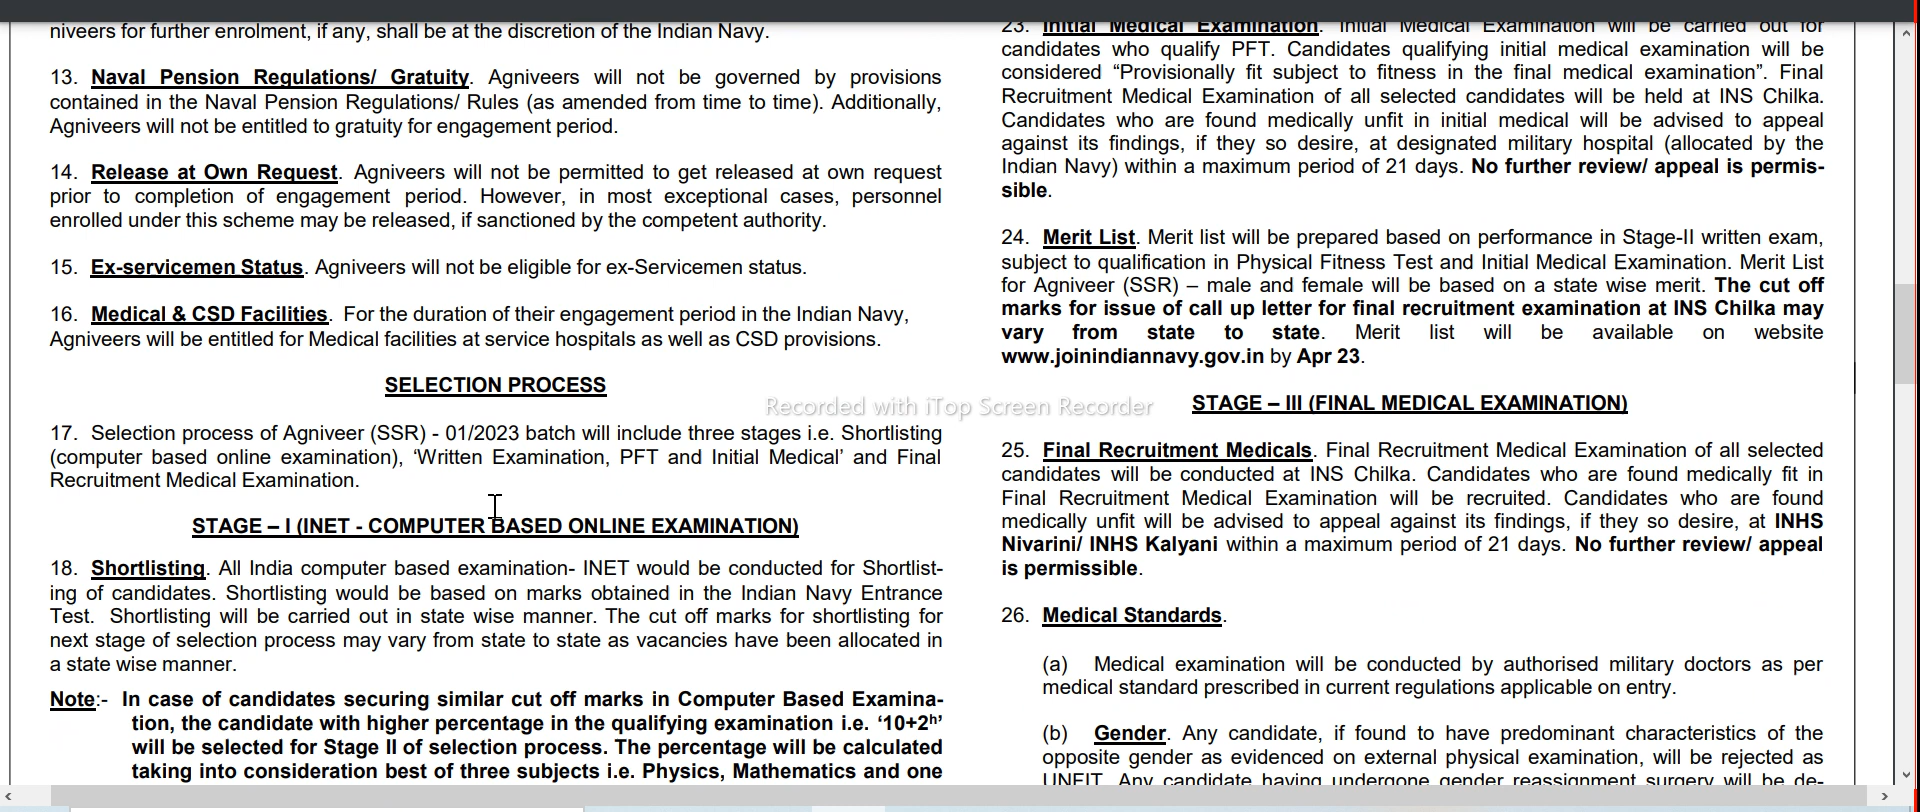 niveers for further enrolment, if any, shall be at the discretion of the Indian Navy.
13. Naval Pension Regulations/ Gratuity. Agniveers will not be governed by provisions
contained in the Naval Pension Regulations/ Rules (as amended from time to time). Additionally,
Agniveers will not be entitled to gratuity for engagement period.
14. Release at Own Request. Agniveers will not be permitted to get released at own request
prior to completion of engagement period. However, in most exceptional cases, personnel
enrolled under this scheme may be released, if sanctioned by the competent authority.
15. Ex-servicemen Status. Agniveers will not be eligible for ex-Servicemen status.
16. Medical & CSD Facilities. For the duration of their engagement period in the Indian Navy,
Agniveers will be entitled for Medical facilities at service hospitals as well as CSD provisions.
SELECTION PROCESS
17. Selection process of Agniveer (SSR) - 01/2023 batch will include three stages i.e. Shortlisting
(computer based online examination), ‘Written Examination, PFT and Initial Medical’ and Final
Recruitment Medical Examination.
STAGE – I (INET - COMPUTER BASED ONLINE EXAMINATION)
18. Shortlisting. All India computer based examination- INET would be conducted for Shortlist-
ing of candidates. Shortlisting would be based on marks obtained in the Indian Navy Entrance
Test. Shortlisting will be carried out in state wise manner. The cut off marks for shortlisting for
next stage of selection process may vary from state to state as vacancies have been allocated in
a state wise manner.
Note:- In case of candidates securing similar cut off marks in Computer Based Examina-
tion, the candidate with higher percentage in the qualifying examination i.e. ‘10+2ʰ’
will be selected for Stage II of selection process. The percentage will be calculated
taking into consideration best of three subjects i.e. Physics, Mathematics and one
23. Initial Medical Examination. Initial Medical Examination will be carried out for
candidates who qualify PFT. Candidates qualifying initial medical examination will be
considered “Provisionally fit subject to fitness in the final medical examination”. Final
Recruitment Medical Examination of all selected candidates will be held at INS Chilka.
Candidates who are found medically unfit in initial medical will be advised to appeal
against its findings, if they so desire, at designated military hospital (allocated by the
Indian Navy) within a maximum period of 21 days. No further review/ appeal is permis-
sible.
24. Merit List. Merit list will be prepared based on performance in Stage-II written exam,
subject to qualification in Physical Fitness Test and Initial Medical Examination. Merit List
for Agniveer (SSR) – male and female will be based on a state wise merit. The cut off
marks for issue of call up letter for final recruitment examination at INS Chilka may
vary from state to state. Merit list will be available on website
www.joinindiannavy.gov.in by Apr 23.
STAGE – III (FINAL MEDICAL EXAMINATION)
25. Final Recruitment Medicals. Final Recruitment Medical Examination of all selected
candidates will be conducted at INS Chilka. Candidates who are found medically fit in
Final Recruitment Medical Examination will be recruited. Candidates who are found
medically unfit will be advised to appeal against its findings, if they so desire, at INHS
Nivarini/ INHS Kalyani within a maximum period of 21 days. No further review/ appeal
is permissible.
26. Medical Standards.
(a) Medical examination will be conducted by authorised military doctors as per
medical standard prescribed in current regulations applicable on entry.
(b) Gender. Any candidate, if found to have predominant characteristics of the
opposite gender as evidenced on external physical examination, will be rejected as
UNFIT. Any candidate having undergone gender reassignment surgery will be de-
Recorded with iTop Screen Recorder